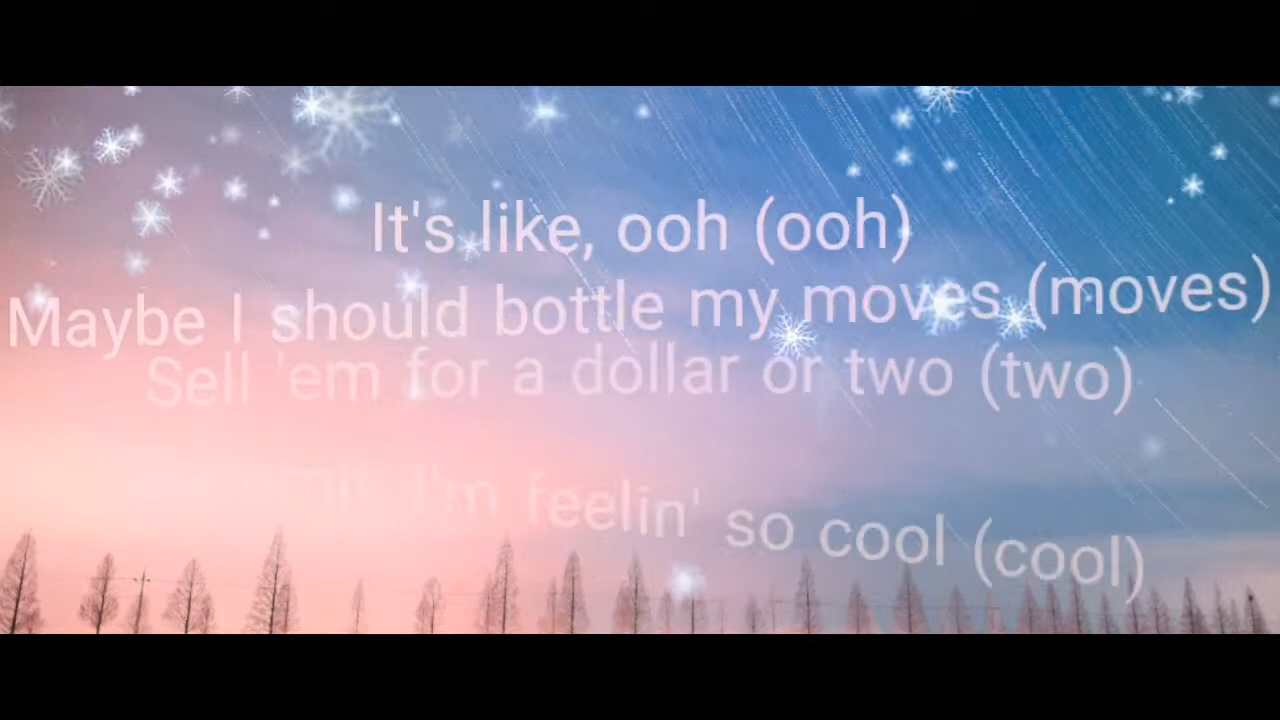 It's like, ooh (ooh)
Maybe I should bottle my moves (moves)
Sell 'em for a dollar or two (two)
I'm feelin' so cool (cool)